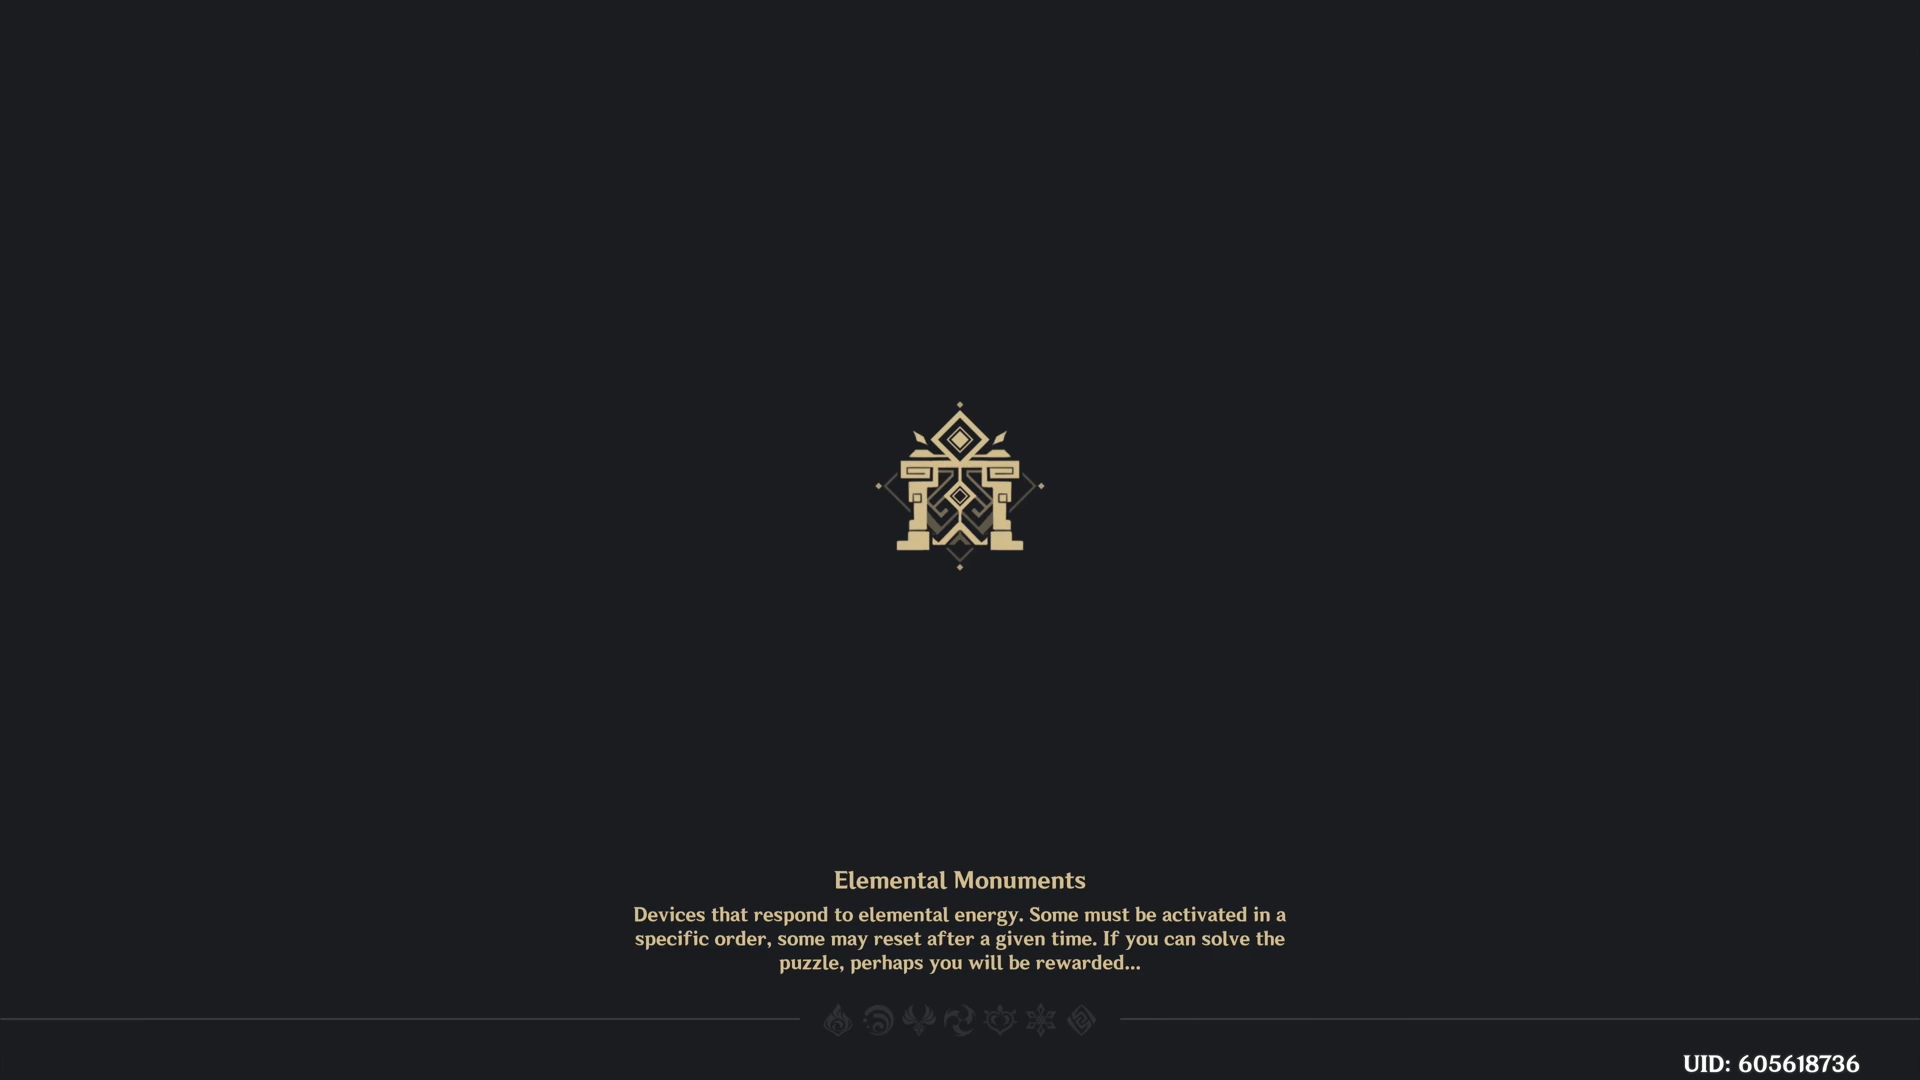 Elemental Monuments
Devices that respond to elemental energy. Some must be activated in a
specific order, some may reset after a given time. If you can solve the
puzzle, perhaps you will be rewarded...
UID: 605618736